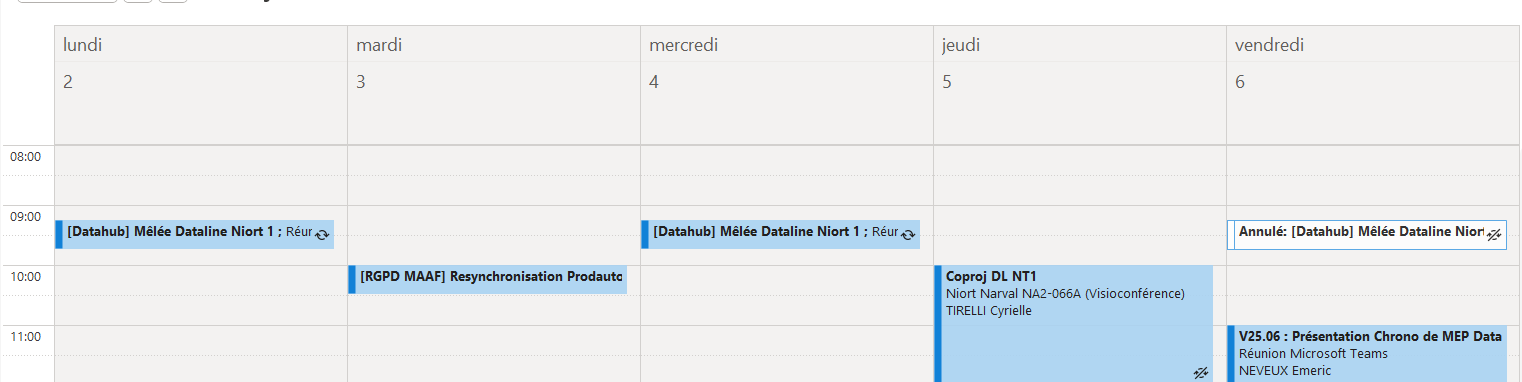 lundi
mardi
mercredi
jeudi
vendredi
2
3
4
5
6
08:00
09:00
[Datahub] Mêlée Dataline Niort 1 ; Réur
[Datahub] Mêlée Dataline Niort 1 ; Réur
Annulé: [Datahub] Mêlée Dataline Niort
10:00
[RGPD MAAF] Resynchronisation Prodauto
Coproj DL NT1
Niort Narval NA2-066A (Visioconférence)
TIRELLI Cyrielle
11:00
V25.06 : Présentation Chrono de MEP Data
Réunion Microsoft Teams
NEVEUX Emeric